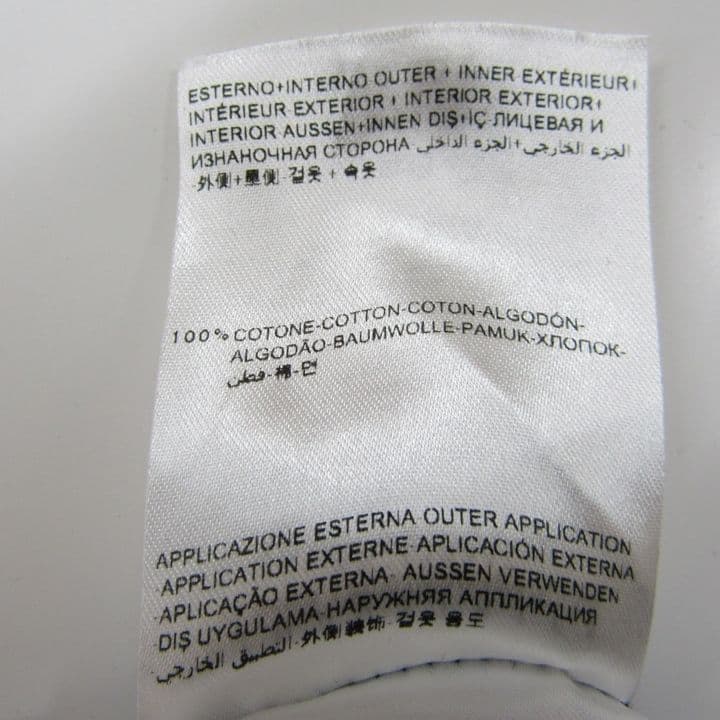 ESTERNO+INTERNO OUTER + INNER EXTÉRIEUR+
INTÉRIEUR EXTERIOR + INTERIOR EXTERIOR+
INTERIOR AUSSEN+INNEN DIŞ+İÇ ЛИЦЕВАЯ И
ИЗНАНОЧНАЯ СТОРОНА الجزء الخارجي+الجزء الداخلي
外側+裏側 겉옷 + 속옷
100% COTONE-COTTON-COTON-ALGODÓN-
ALGODÃO-BAUMWOLLE-PAMUK-ХЛОПОК-
قطن-棉-면
APPLICAZIONE ESTERNA OUTER APPLICATION
APPLICATION EXTERNE APLICACIÓN EXTERNA
APLICAÇÃO EXTERNA AUSSEN VERWENDEN
DIŞ UYGULAMA НАРУЖНЯЯ АППЛИКАЦИЯ
التطبيق الخارجي 外側装飾 겉옷 용도